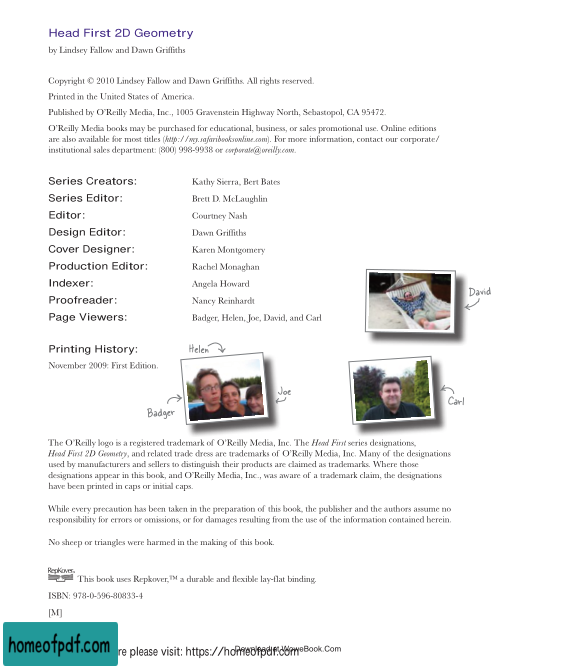 Head First 2D Geometry
by Lindsey Fallow and Dawn Griffiths
Copyright © 2010 Lindsey Fallow and Dawn Griffiths. All rights reserved.
Printed in the United States of America.
Published by O'Reilly Media, Inc., 1005 Gravenstein Highway North, Sebastopol, CA 95472.
O'Reilly Media books may be purchased for educational, business, or sales promotional use. Online editions
are also available for most titles (http://my.safaribooksonline.com). For more information, contact our corporate/
institutional sales department: (800) 998-9938 or corporate@oreilly.com.
Series Creators: Kathy Sierra, Bert Bates
Series Editor: Brett D. McLaughlin
Editor: Courtney Nash
Design Editor: Dawn Griffiths
Cover Designer: Karen Montgomery
Production Editor: Rachel Monaghan
Indexer: Angela Howard
Proofreader: Nancy Reinhardt
Page Viewers: Badger, Helen, Joe, David, and Carl
David
Printing History:
November 2009: First Edition.
Helen
Joe
Badger
Carl
The O'Reilly logo is a registered trademark of O'Reilly Media, Inc. The Head First series designations,
Head First 2D Geometry, and related trade dress are trademarks of O'Reilly Media, Inc. Many of the designations
used by manufacturers and sellers to distinguish their products are claimed as trademarks. Where those
designations appear in this book, and O'Reilly Media, Inc., was aware of a trademark claim, the designations
have been printed in caps or initial caps.
While every precaution has been taken in the preparation of this book, the publisher and the authors assume no
responsibility for errors or omissions, or for damages resulting from the use of the information contained herein.
No sheep or triangles were harmed in the making of this book.
RepKover™
This book uses Repkover,™ a durable and flexible lay-flat binding.
ISBN: 978-0-596-80833-4
[M]
homeofpdf.com
re please visit: https://homeofpdf.com
WoweBook.Com